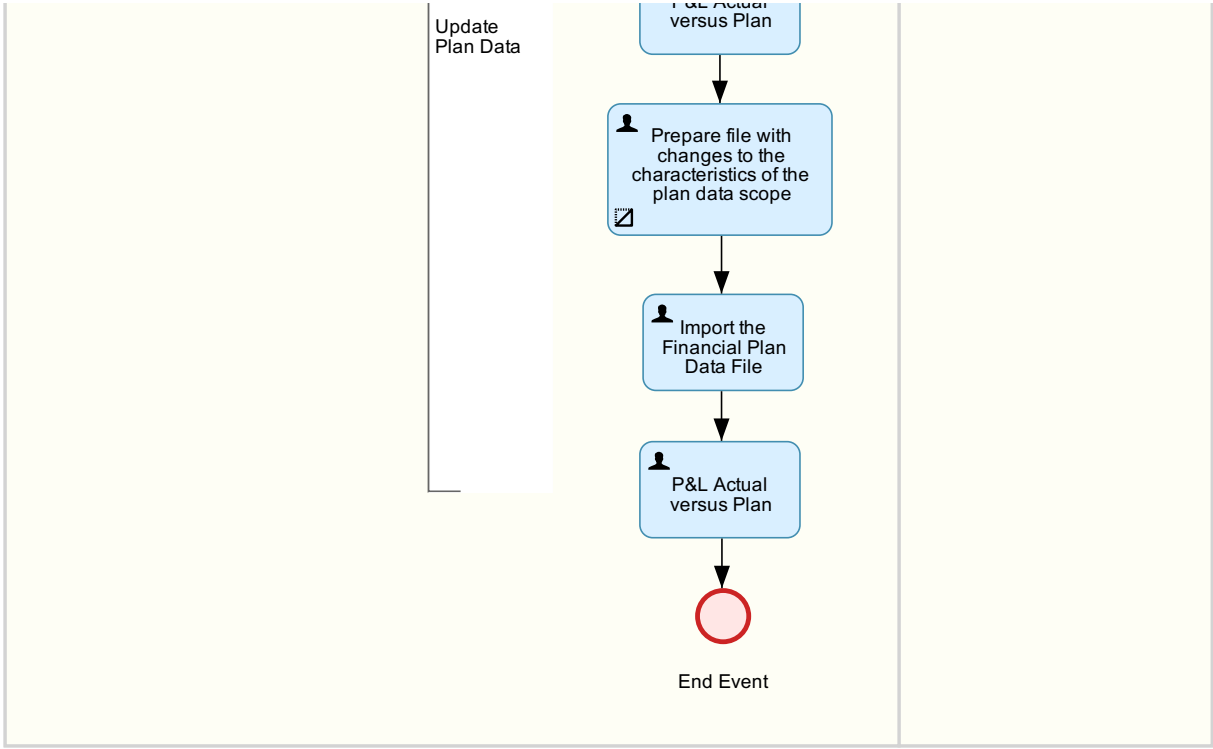 Update
Plan Data
P&L Actual
versus Plan
Prepare file with
changes to the
characteristics of the
plan data scope
Import the
Financial Plan
Data File
P&L Actual
versus Plan
End Event